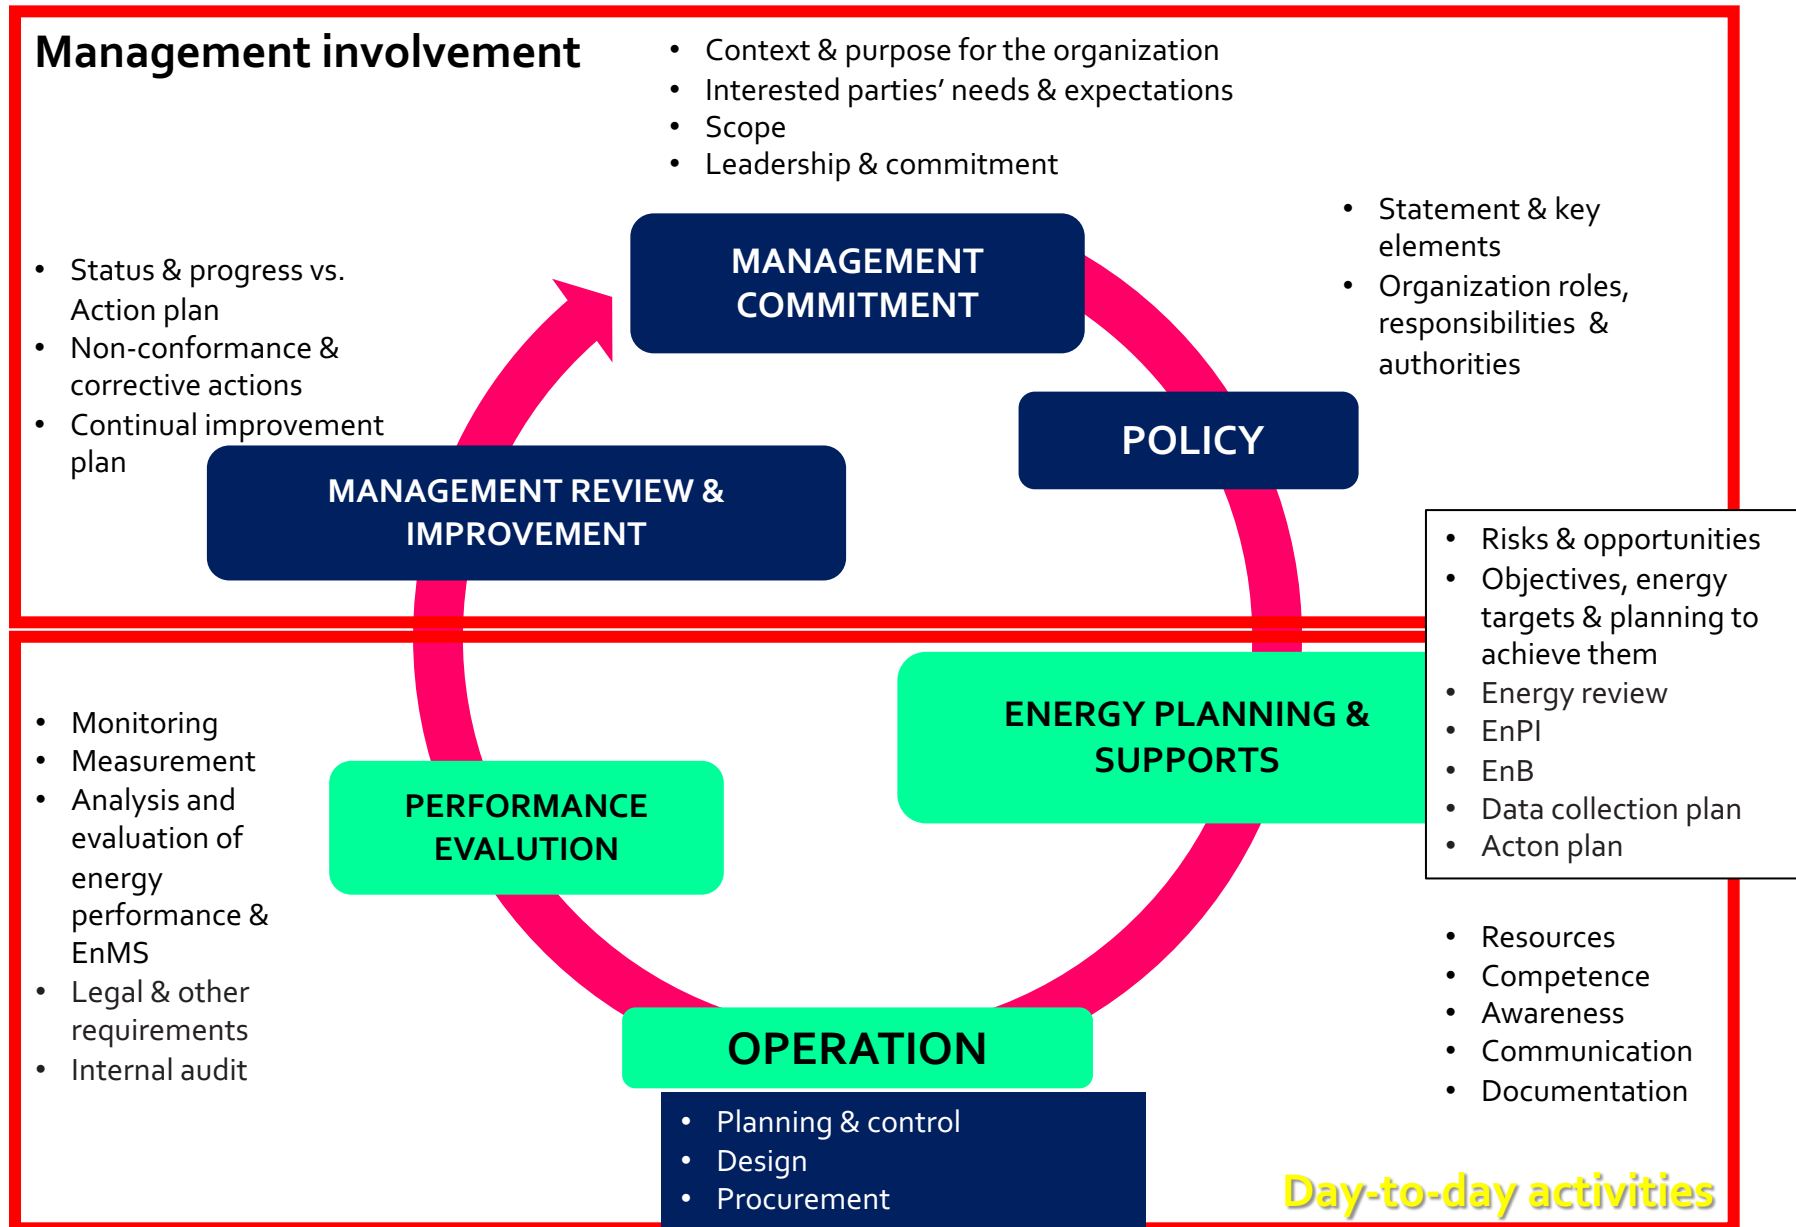 Management involvement
• Context & purpose for the organization
• Interested parties’ needs & expectations
• Scope
• Leadership & commitment
MANAGEMENT
COMMITMENT
• Statement & key
elements
• Organization roles,
responsibilities &
authorities
POLICY
• Status & progress vs.
Action plan
• Non-conformance &
corrective actions
• Continual improvement
plan
MANAGEMENT REVIEW &
IMPROVEMENT
• Risks & opportunities
• Objectives, energy
targets & planning to
achieve them
• Energy review
• EnPI
• EnB
• Data collection plan
• Acton plan
ENERGY PLANNING &
SUPPORTS
• Resources
• Competence
• Awareness
• Communication
• Documentation
• Monitoring
• Measurement
• Analysis and
evaluation of
energy
performance &
EnMS
• Legal & other
requirements
• Internal audit
PERFORMANCE
EVALUTION
OPERATION
• Planning & control
• Design
• Procurement
Day-to-day activities